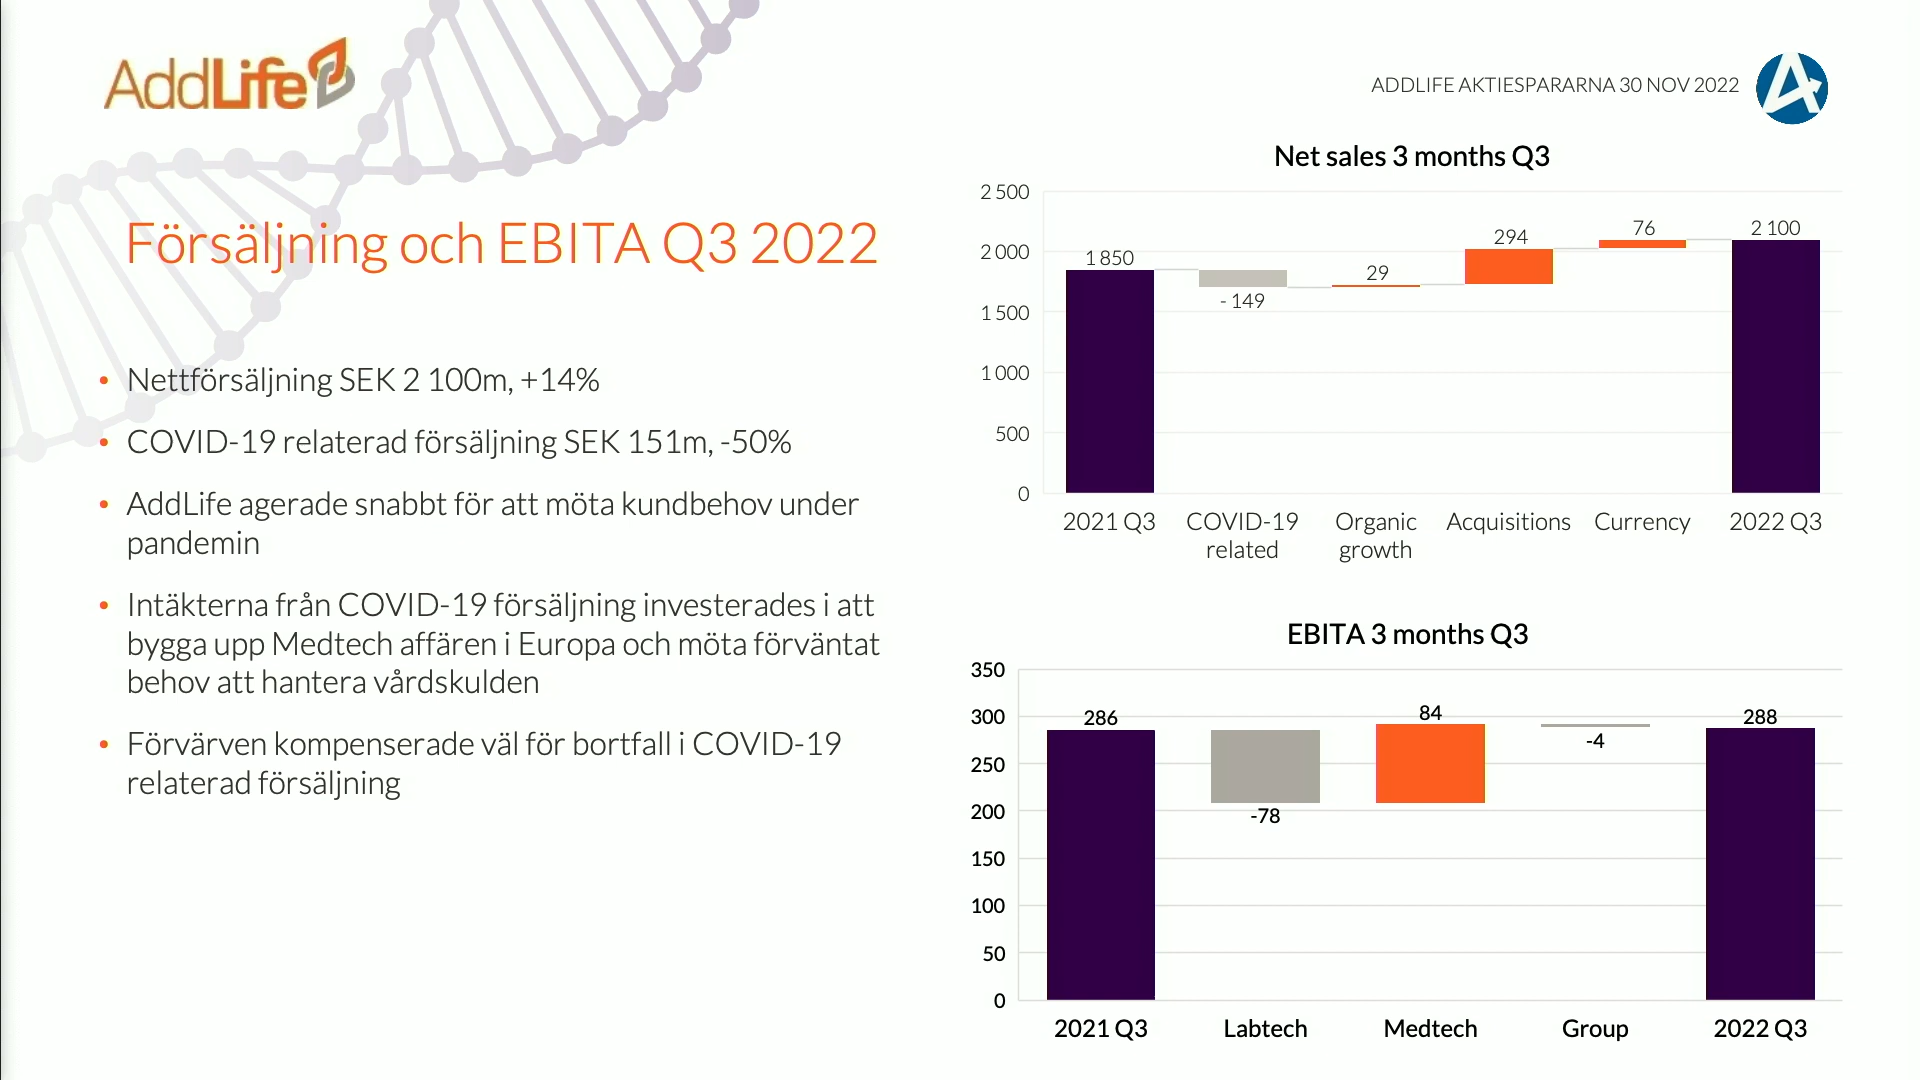 AddLife
ADDLIFE AKTIESPARARNA 30 NOV 2022
Försäljning och EBITA Q3 2022
• Nettförsäljning SEK 2 100m, +14%
• COVID-19 relaterad försäljning SEK 151m, -50%
• AddLife agerade snabbt för att möta kundbehov under
pandemin
• Intäkterna från COVID-19 försäljning investerades i att
bygga upp Medtech affären i Europa och möta förväntat
behov att hantera vårdskulden
• Förvärven kompenserade väl för bortfall i COVID-19
relaterad försäljning
Net sales 3 months Q3
2 500
2 000
1 500
1 000
500
0
1 850
- 149
29
294
76
2 100
2021 Q3
COVID-19
related
Organic
growth
Acquisitions
Currency
2022 Q3
EBITA 3 months Q3
350
300
250
200
150
100
50
0
286
-78
84
-4
288
2021 Q3
Labtech
Medtech
Group
2022 Q3